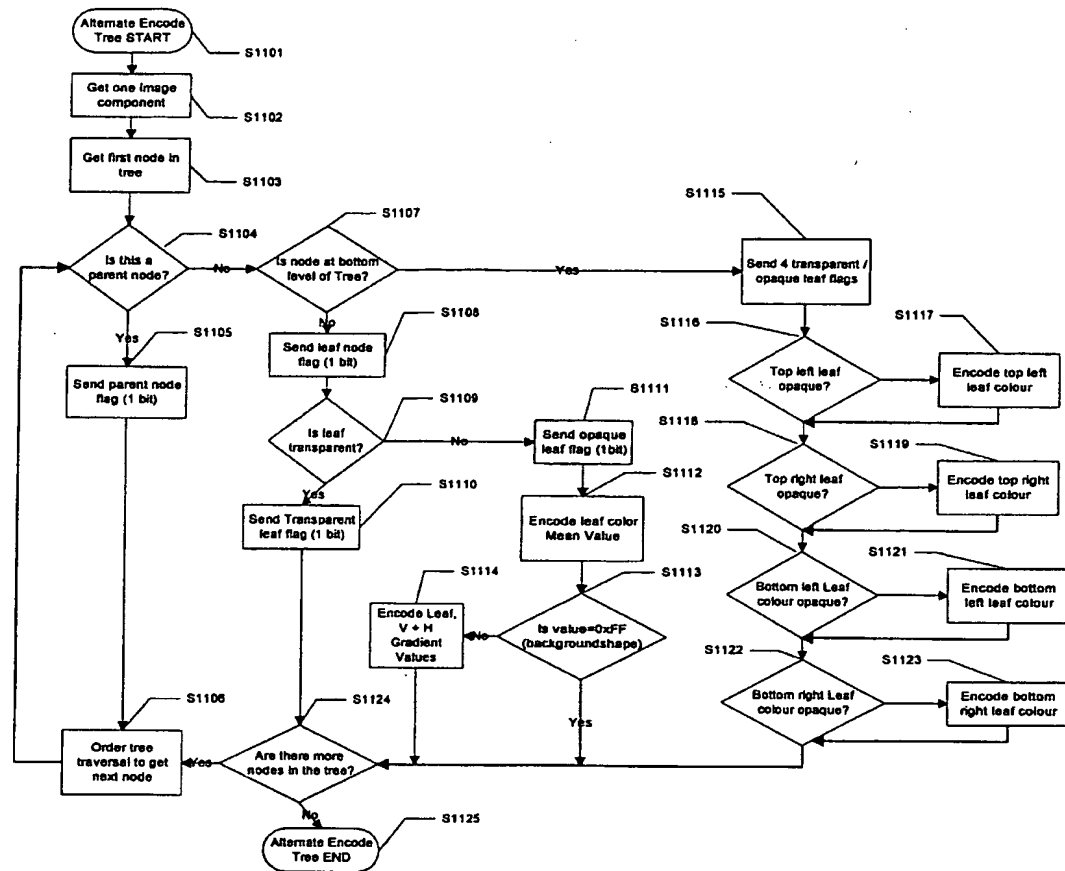 Alternate Encode
Tree START
S1101
Get one Image
component
S1102
Get first node in
tree
S1103
S1104
Is this a
parent node?
No
S1107
Is node at bottom
level of Tree?
Yes
S1115
Send 4 transparent /
opaque leaf flags
Yes
S1105
Send parent node
flag (1 bit)
No
S1108
Send leaf node
flag (1 bit)
S1109
Is leaf
transparent?
No
S1111
Send opaque
leaf flag (1bit)
S1112
Encode leaf color
Mean Value
S1113
Is value=0xFF
(backgroundshape)
No
S1114
Encode Leaf,
V + H
Gradient
Values
Yes
Yes
S1110
Send Transparent
leaf flag (1 bit)
S1116
Top left leaf
opaque?
S1117
Encode top left
leaf colour
S1118
Top right leaf
opaque?
S1119
Encode top right
leaf colour
S1120
Bottom left Leaf
colour opaque?
S1121
Encode bottom
left leaf colour
S1122
Bottom right Leaf
colour opaque?
S1123
Encode bottom
right leaf colour
S1106
Order tree
traversal to get
next node
Yes
S1124
Are there more
nodes in the tree?
No
S1125
Alternate Encode
Tree END